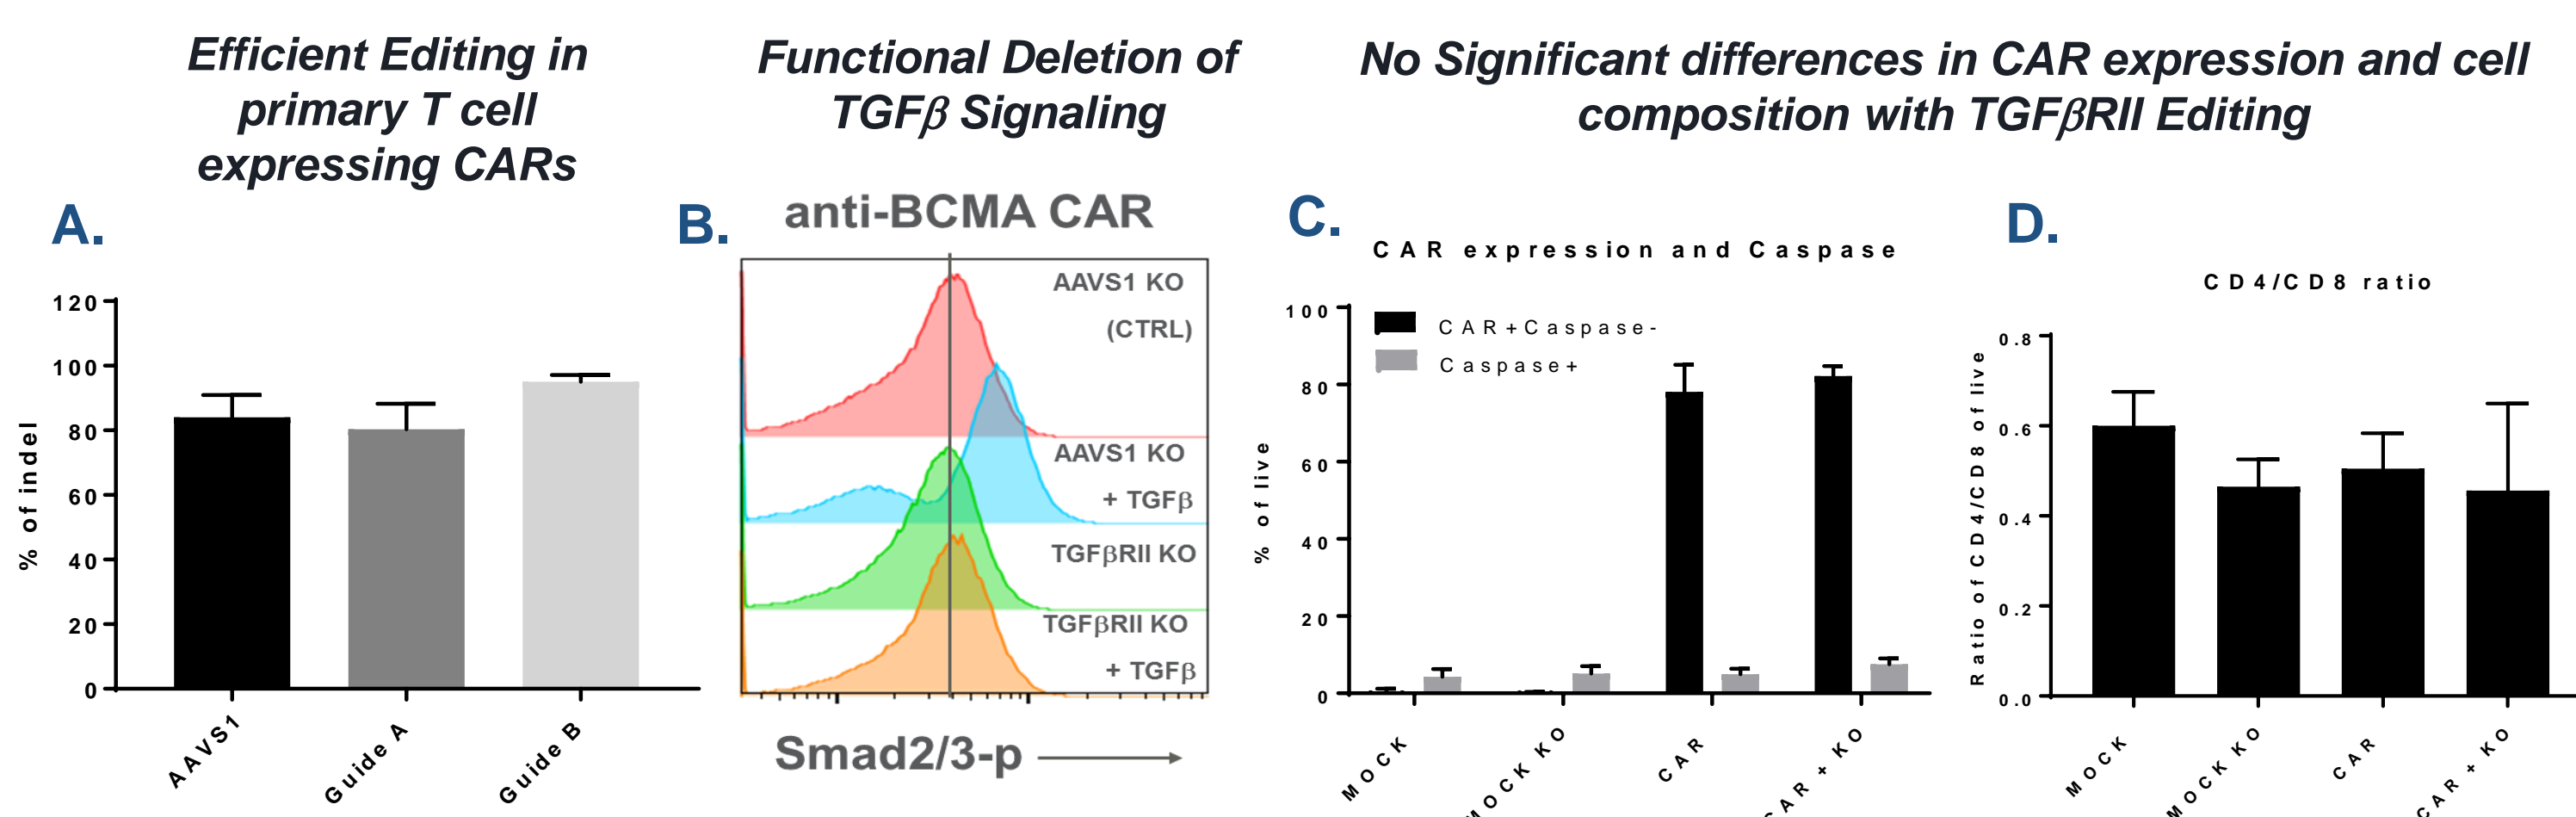 Efficient Editing in
primary T cell
expressing CARs
Functional Deletion of
TGFβ Signaling
No Significant differences in CAR expression and cell
composition with TGFβRII Editing
A.
% of indel
120
100
80
60
40
20
0
AAVS1
Guide A
Guide B
B.
anti-BCMA CAR
AAVS1 KO
(CTRL)
AAVS1 KO
+ TGFβ
TGFβRII KO
TGFβRII KO
+ TGFβ
Smad2/3-p
C.
CAR expression and Caspase
CAR+Caspase-
Caspase+
% of live
100
80
60
40
20
0
MOCK
MOCK KO
CAR
CAR + KO
D.
CD4/CD8 ratio
Ratio of CD4/CD8 of live
0.8
0.6
0.4
0.2
0.0
MOCK
MOCK KO
CAR
CAR + KO